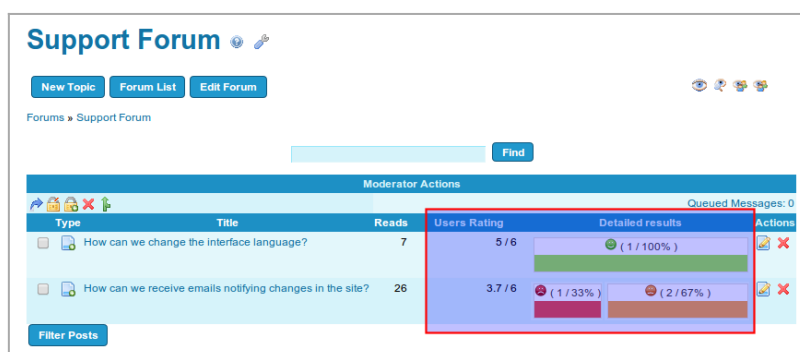 Support Forum
New Topic Forum List Edit Forum
Forums » Support Forum
Find
Moderator Actions
Queued Messages: 0
Type Title Reads Users Rating Detailed results Actions
How can we change the interface language? 7 5 / 6 ( 1 / 100% )
How can we receive emails notifying changes in the site? 26 3.7 / 6 ( 1 / 33% ) ( 2 / 67% )
Filter Posts